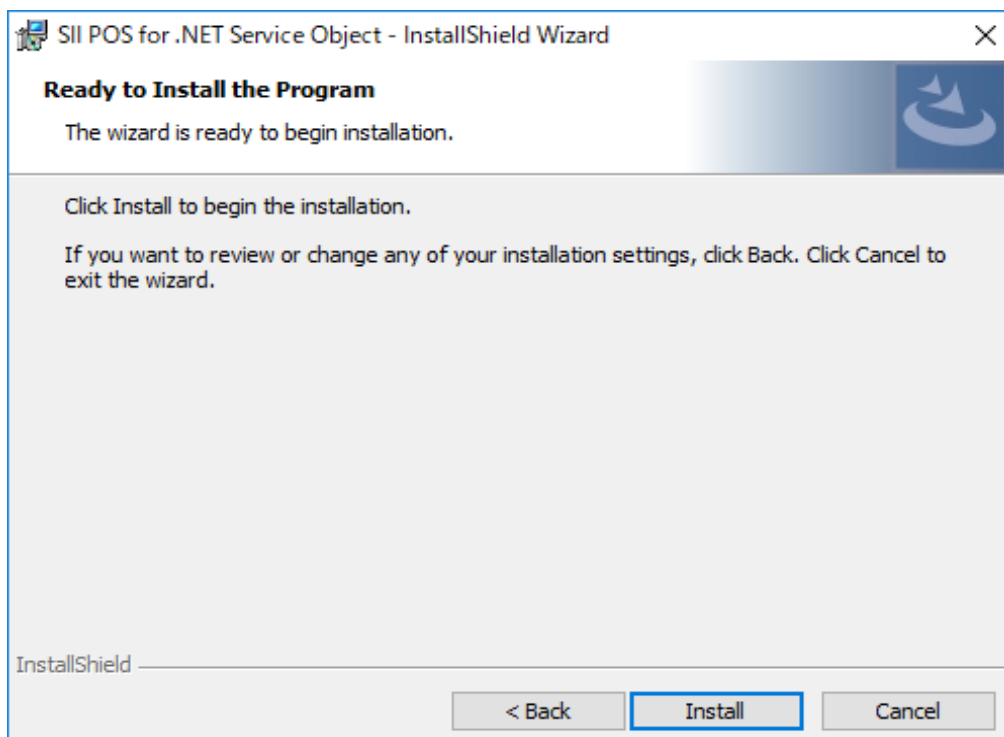 SII POS for .NET Service Object - InstallShield Wizard
Ready to Install the Program
The wizard is ready to begin installation.
Click Install to begin the installation.
If you want to review or change any of your installation settings, click Back. Click Cancel to
exit the wizard.
InstallShield
< Back Install Cancel